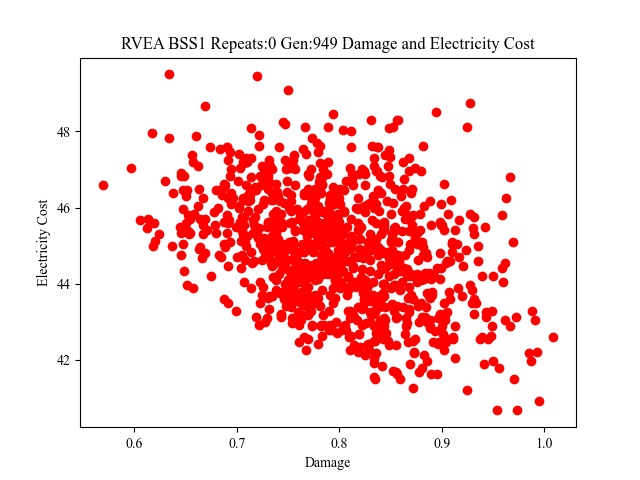 RVEA BSS1 Repeats:0 Gen:949 Damage and Electricity Cost
48
46
44
42
Electricity Cost
0.6 0.7 0.8 0.9 1.0
Damage